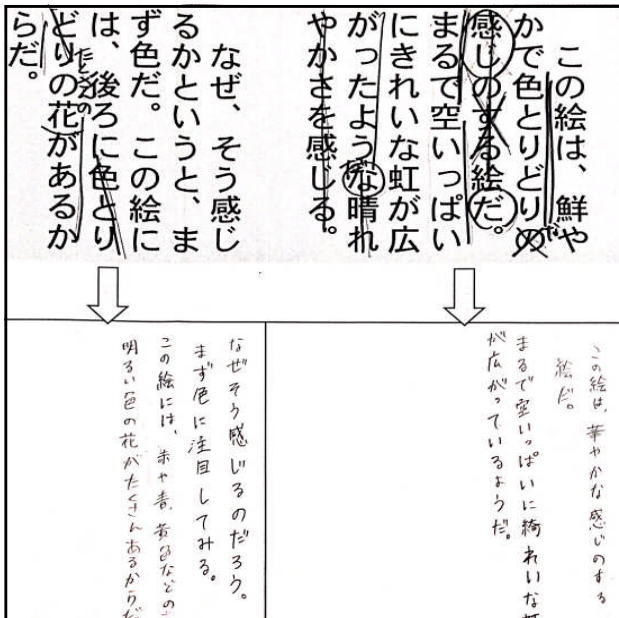 この絵は、鮮や
かで色とりどりの
感じのする絵だ。
まるで空いっぱい
にきれいな虹が広
がったような晴れ
やかさを感じる。
なぜ、そう感じ
るかというと、ま
ず色だ。この絵に
は、後ろに色とり
どりの花があるか
らだ。
たくさんの
この絵は、華やかな感じのする
絵だ。
まるで空いっぱいに綺れいな
が広がっているようだ。
なぜそう感じるのだろう。
まず色に注目してみる。
この絵には、赤や青、黄色などの
明るい色の花がたくさんあるからだ